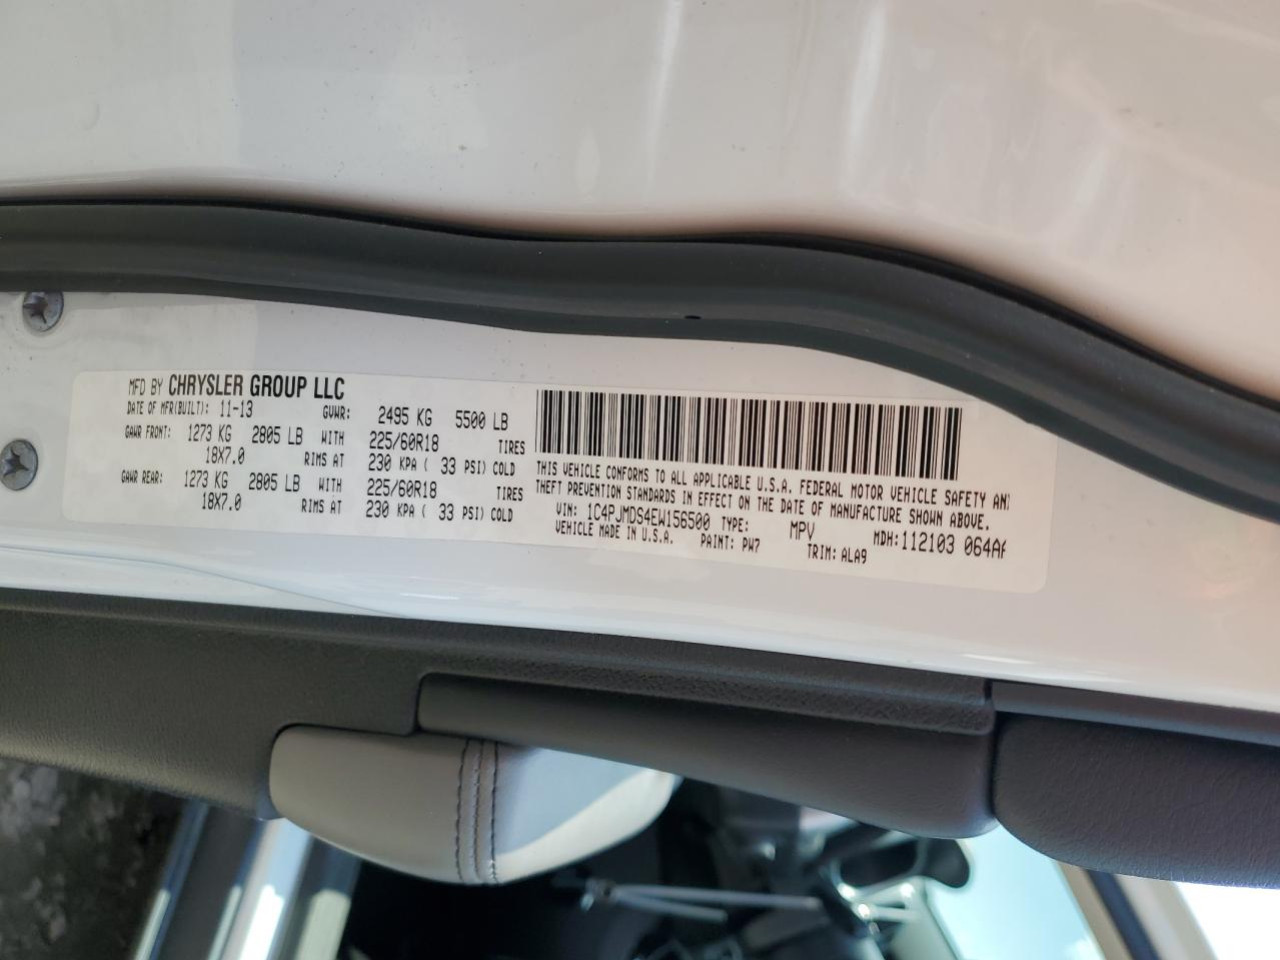 MFD BY CHRYSLER GROUP LLC
DATE OF MFR(BUILT): 11-13 GVWR: 2495 KG 5500 LB
GAWR FRONT: 1273 KG 2805 LB WITH 225/60R18 TIRES
18X7.0 RIMS AT 230 KPA ( 33 PSI) COLD
GAWR REAR: 1273 KG 2805 LB WITH 225/60R18 TIRES
18X7.0 RIMS AT 230 KPA ( 33 PSI) COLD
THIS VEHICLE CONFORMS TO ALL APPLICABLE U.S.A. FEDERAL MOTOR VEHICLE SAFETY AN
THEFT PREVENTION STANDARDS IN EFFECT ON THE DATE OF MANUFACTURE SHOWN ABOVE.
VIN: 1C4PJMDS4EW156500 TYPE: MPV MDH: 112103 064A
VEHICLE MADE IN U.S.A. PAINT: PW7 TRIM: ALA9